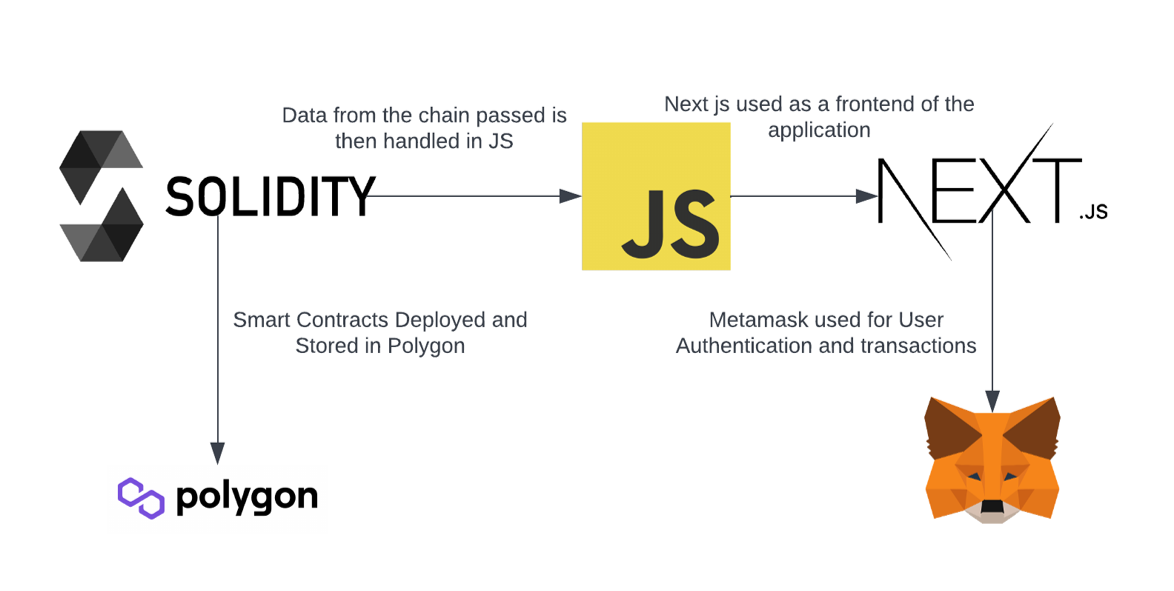 Data from the chain passed is
then handled in JS
Next js used as a frontend of the
application
SOLIDITY
JS
NEXT.JS
Smart Contracts Deployed and
Stored in Polygon
Metamask used for User
Authentication and transactions
polygon